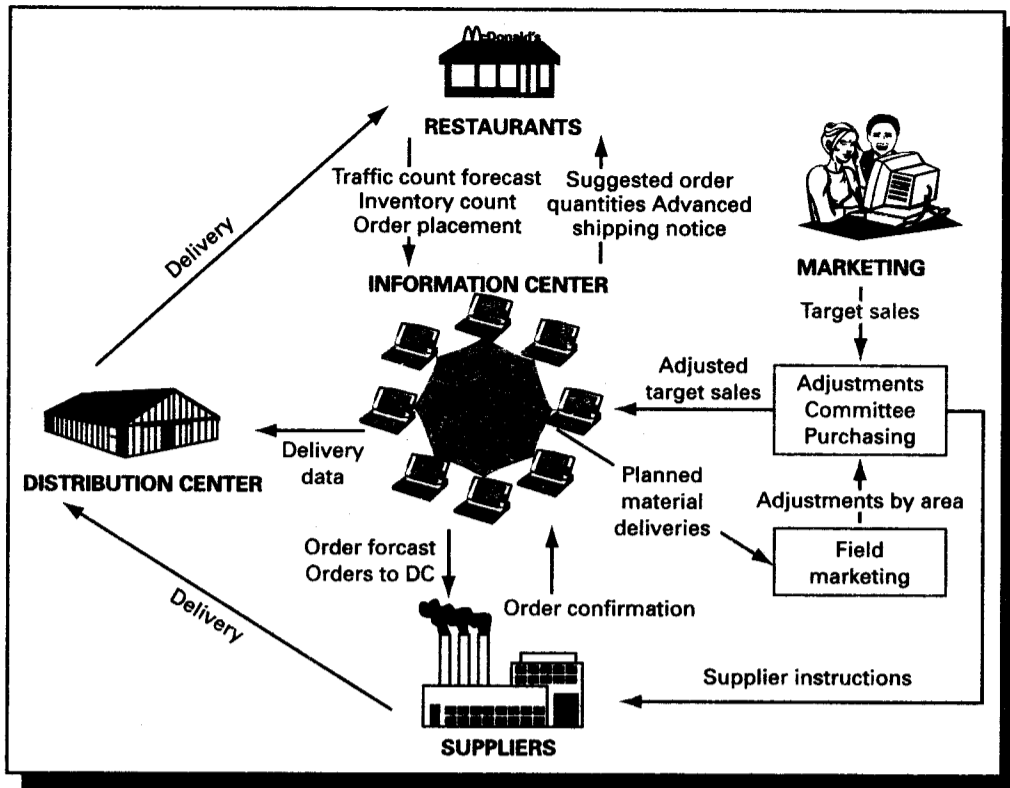 McDonald's
RESTAURANTS
Traffic count forecast
Inventory count
Order placement
Suggested order
quantities Advanced
shipping notice
Delivery
MARKETING
Target sales
INFORMATION CENTER
Adjusted
target sales
Adjustments
Committee
Purchasing
Delivery
data
DISTRIBUTION CENTER
Planned
material
deliveries
Adjustments by area
Field
marketing
Order forcast
Orders to DC
Order confirmation
Delivery
Supplier instructions
SUPPLIERS